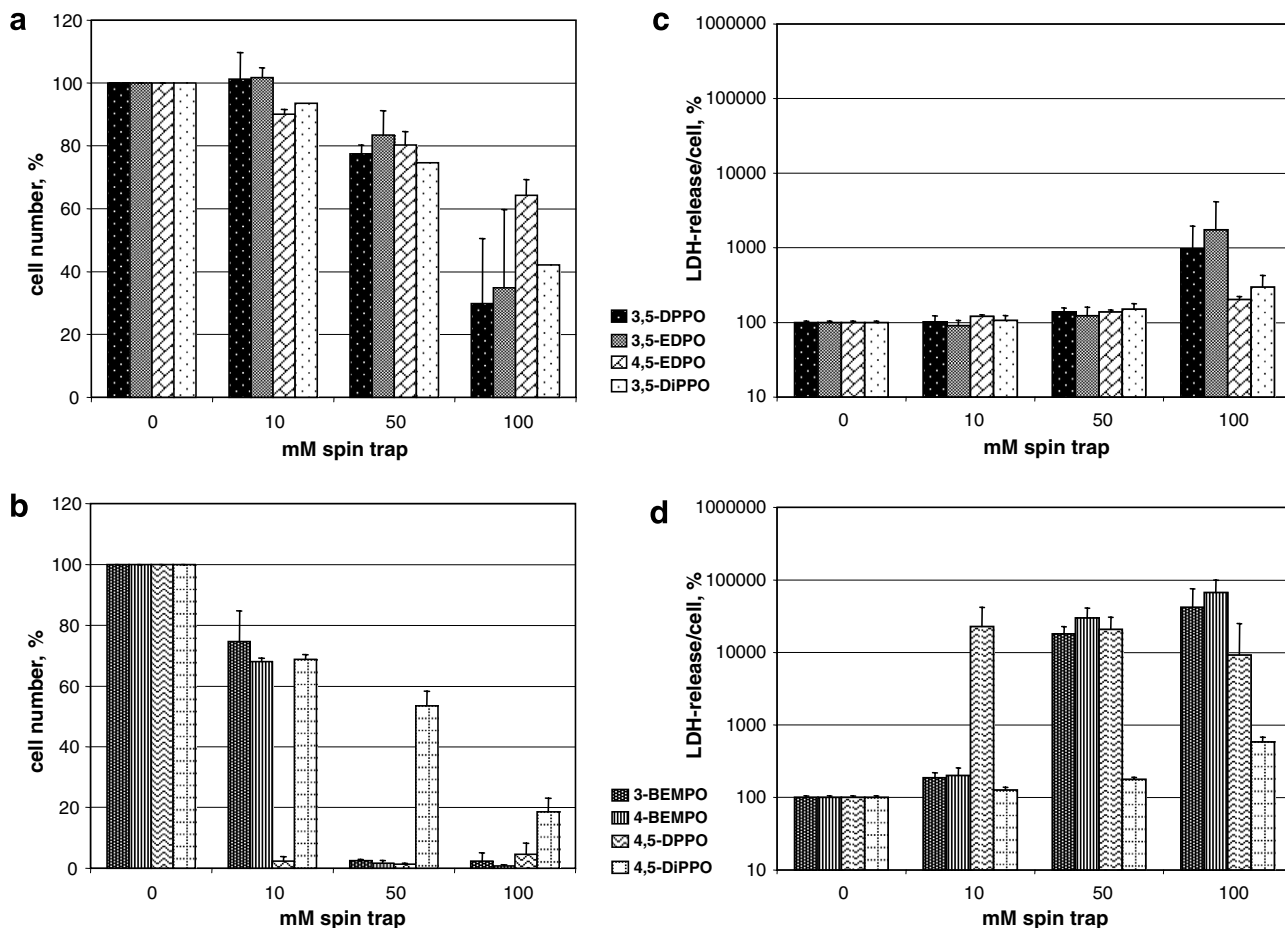 a
120
100
80
60
40
20
0
cell number, %
0 10 50 100
mM spin trap
3,5-DPPO
3,5-EDPO
4,5-EDPO
3,5-DiPPO
c
1000000
100000
10000
1000
100
10
LDH-release/cell, %
0 10 50 100
mM spin trap
b
120
100
80
60
40
20
0
cell number, %
0 10 50 100
mM spin trap
3-BEMPO
4-BEMPO
4,5-DPPO
4,5-DiPPO
d
1000000
100000
10000
1000
100
10
LDH-release/cell, %
0 10 50 100
mM spin trap